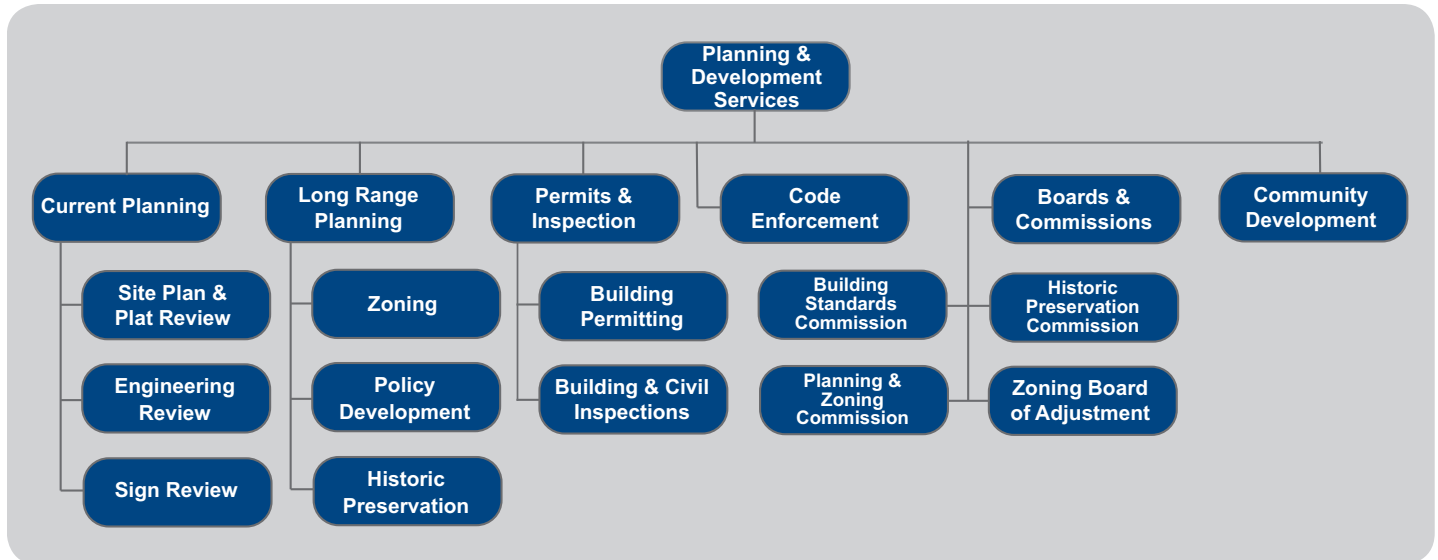 Planning &
Development
Services
Current Planning
Long Range
Planning
Permits &
Inspection
Code
Enforcement
Boards &
Commissions
Community
Development
Site Plan &
Plat Review
Zoning
Building
Permitting
Building
Standards
Commission
Historic
Preservation
Commission
Engineering
Review
Policy
Development
Building & Civil
Inspections
Planning &
Zoning
Commission
Zoning Board
of Adjustment
Sign Review
Historic
Preservation